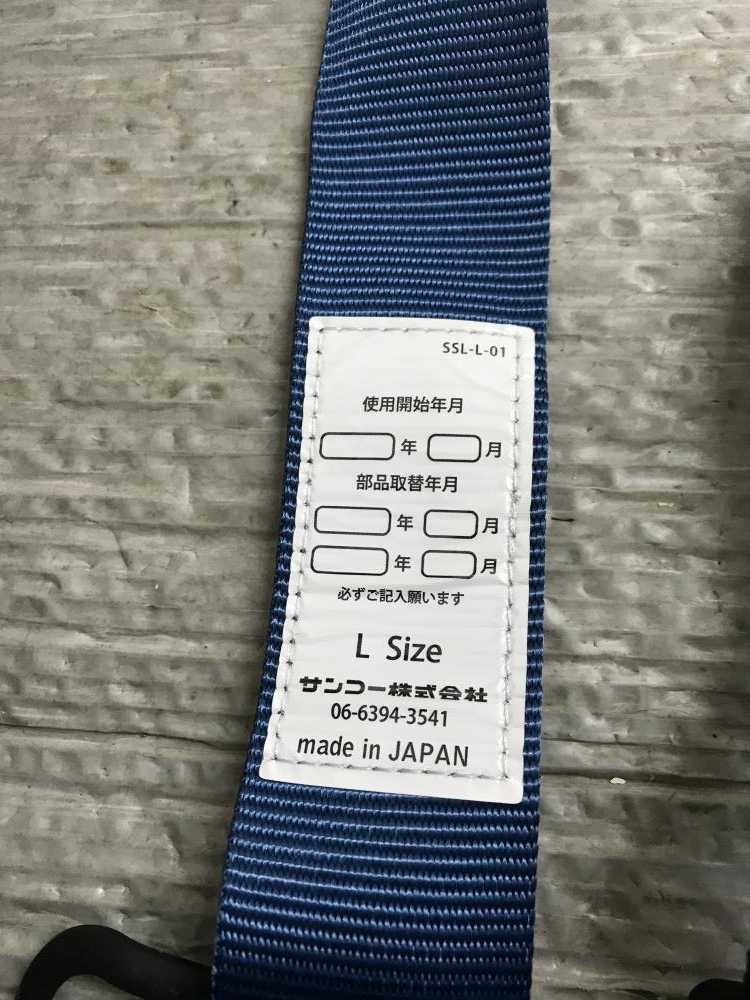 SSL-L-01
使用開始年月
年 月
部品取替年月
年 月
年 月
必ずご記入願います
L Size
サンコー株式会社
06-6394-3541
made in JAPAN